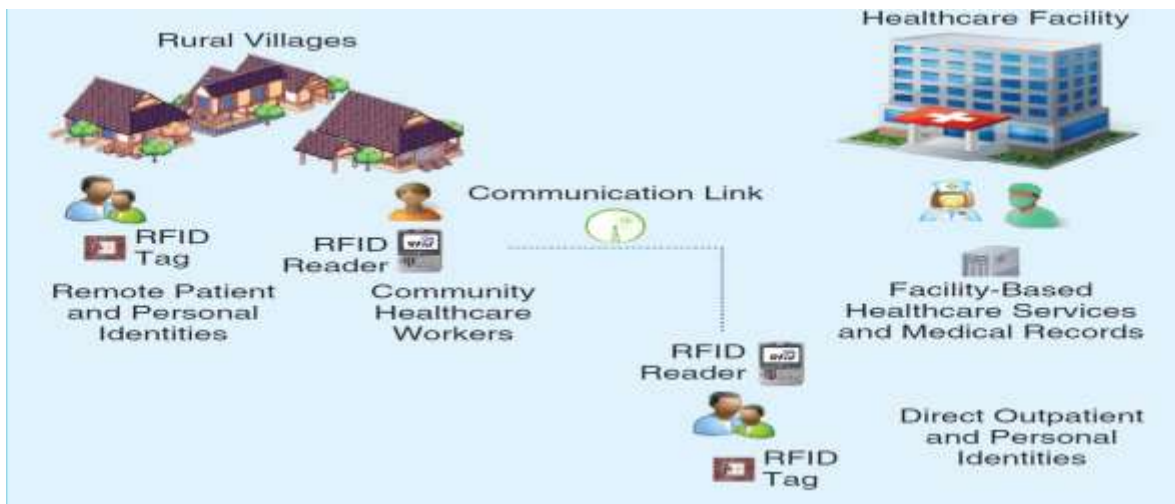 Healthcare Facility
Rural Villages
Communication Link
RFID
Tag
RFID
Reader
Remote Patient
and Personal
Identities
Community
Healthcare
Workers
Facility-Based
Healthcare Services
and Medical Records
RFID
Reader
Direct Outpatient
and Personal
Identities
RFID
Tag